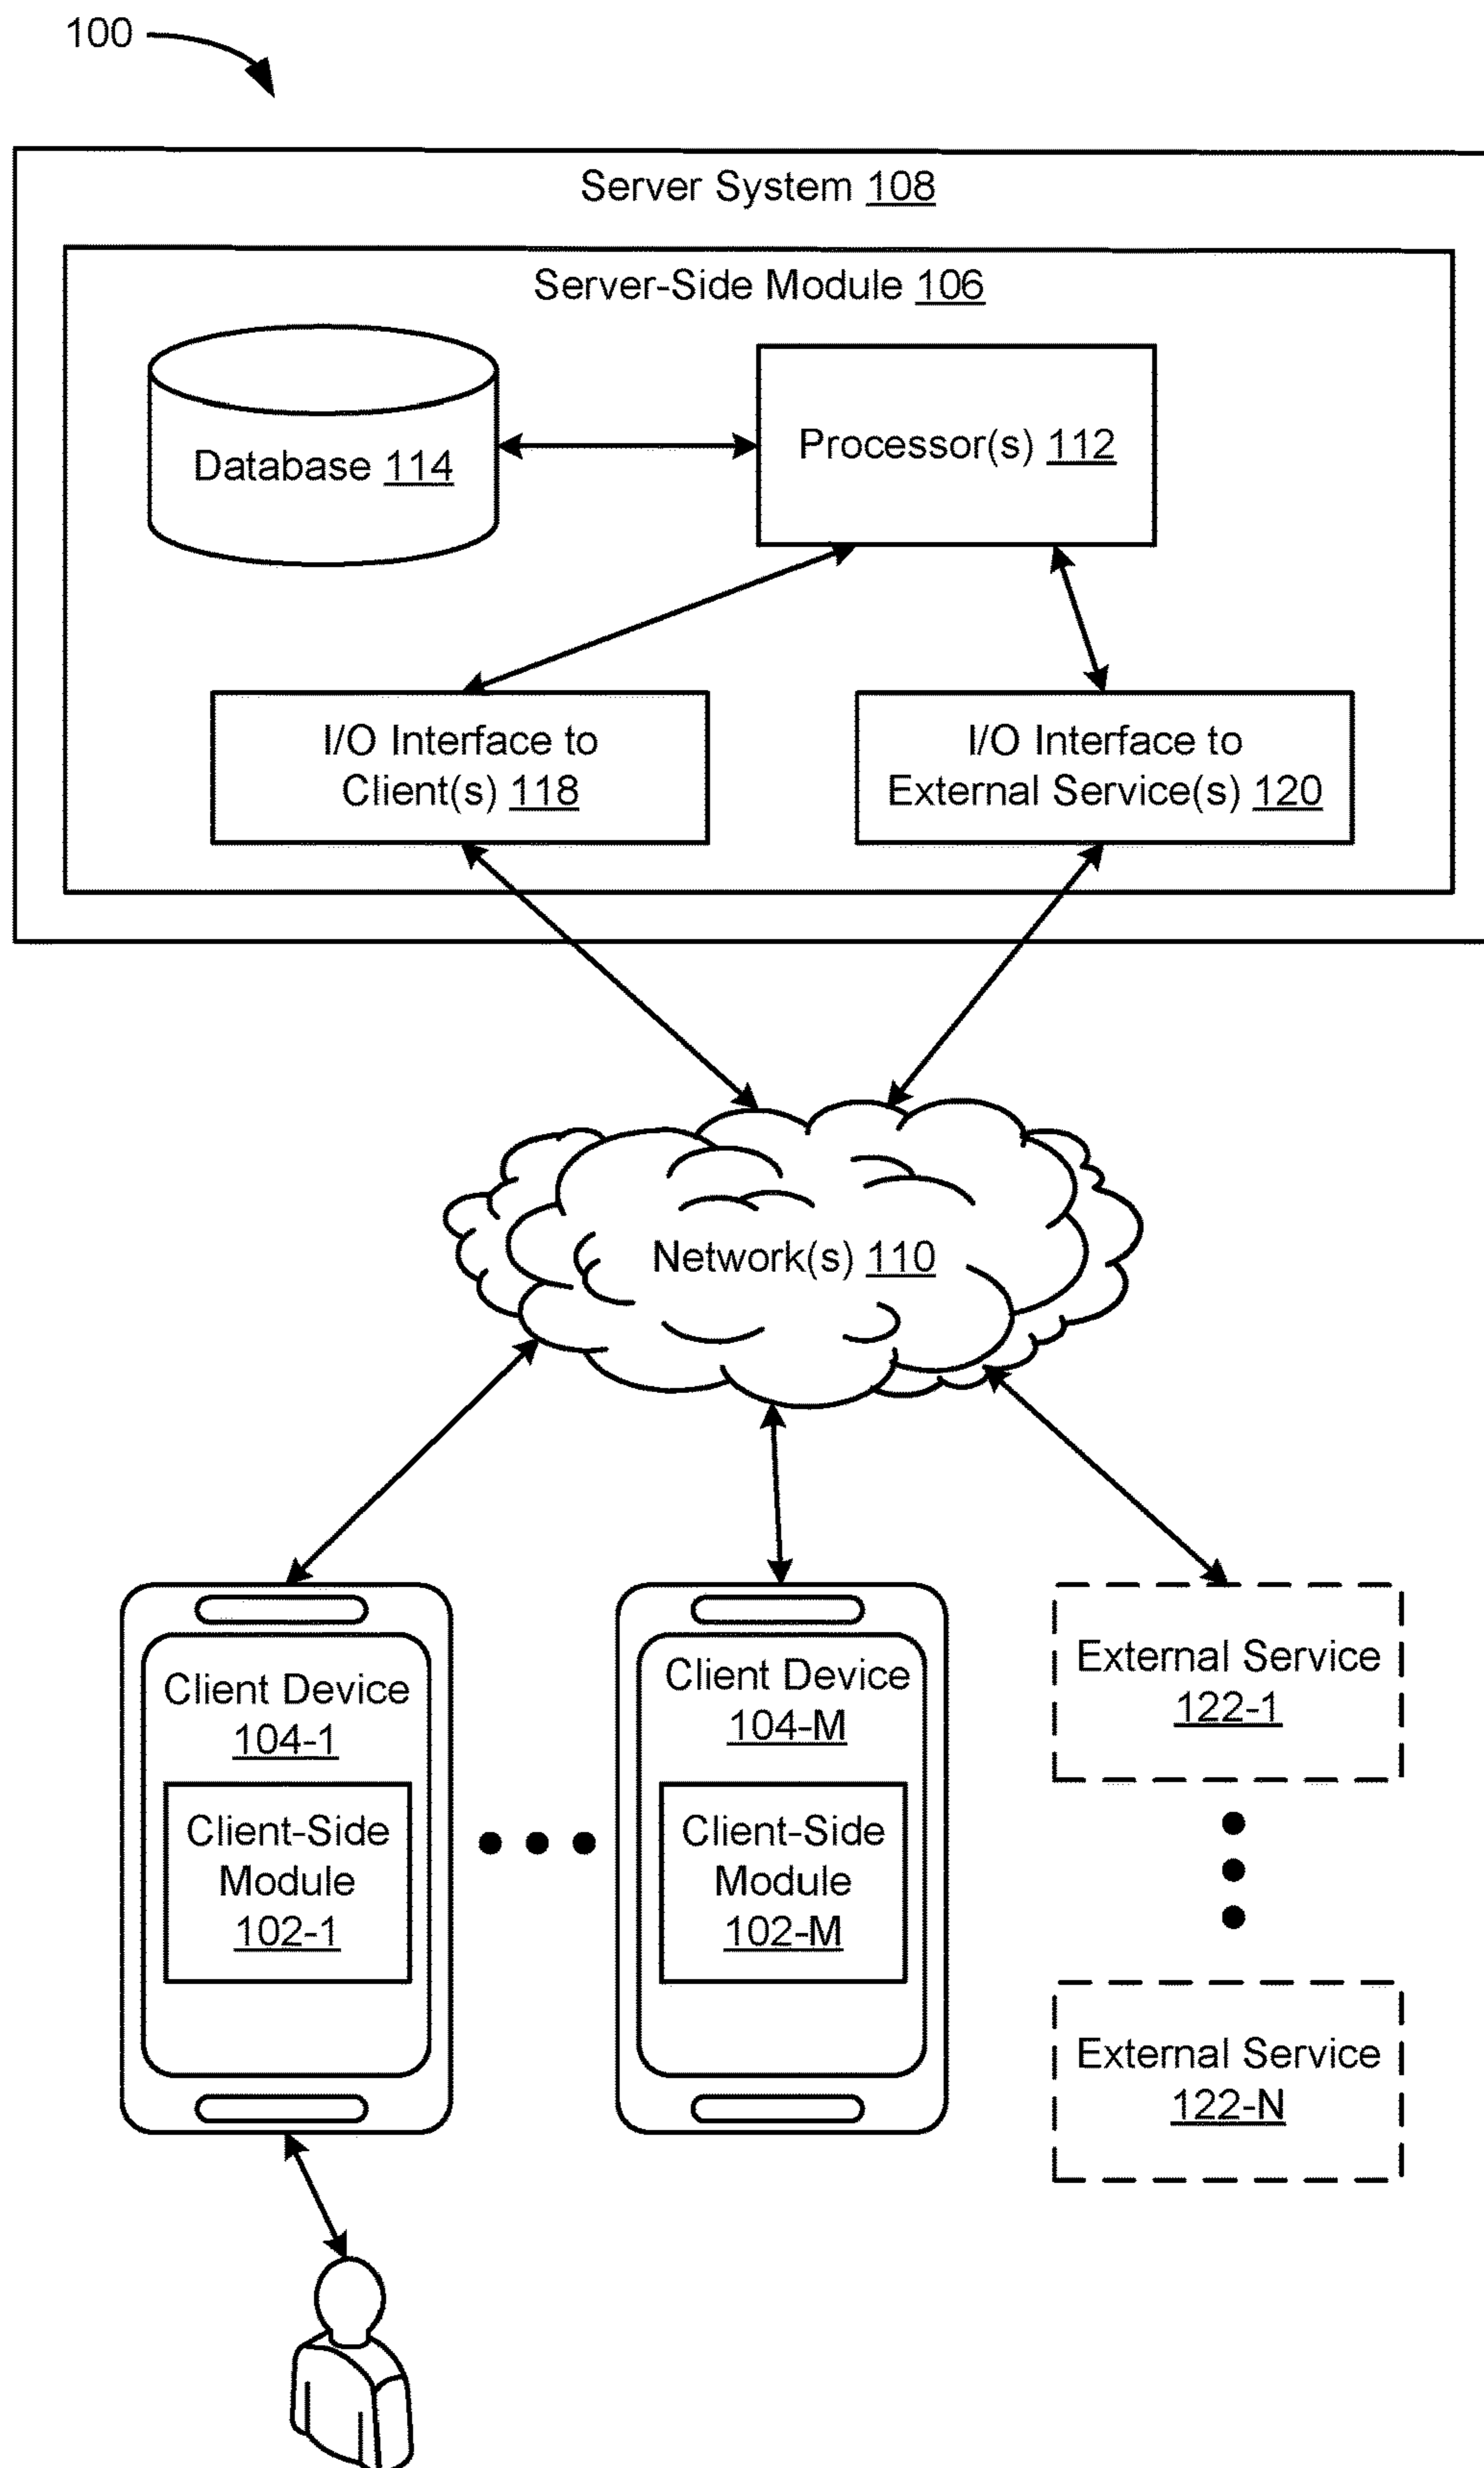 100
Server System 108
Server-Side Module 106
Database 114
Processor(s) 112
I/O Interface to
Client(s) 118
I/O Interface to
External Service(s) 120
Network(s) 110
Client Device
104-1
Client-Side
Module
102-1
Client Device
104-M
Client-Side
Module
102-M
External Service
122-1
External Service
122-N